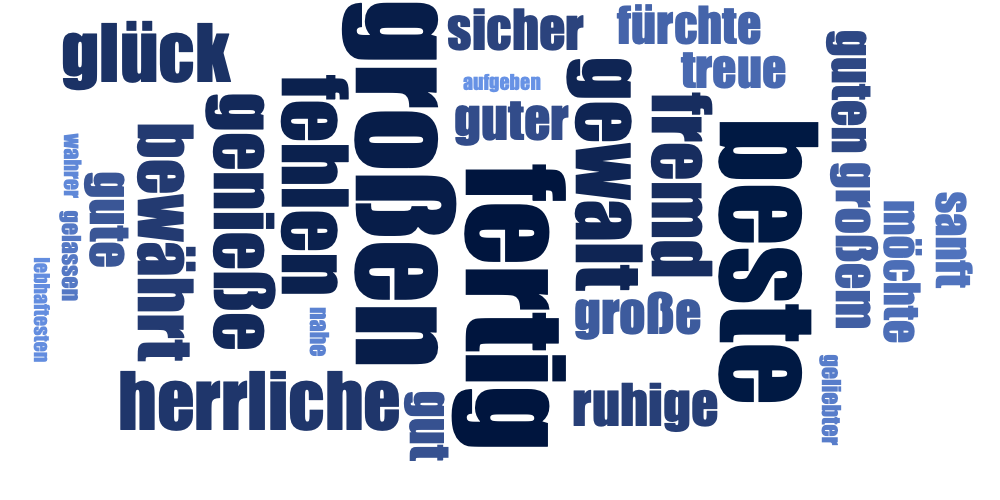 glück
großen
sicher
fürchte
treue
aufgeben
guter
gewalt
guten
fehlen
genieße
fremd
beste
bewährt
wahrer
gute
gelassen
fertig
großem
möchte
sanft
lebhaftesten
nahe
große
geliebter
herrliche
gut
ruhige